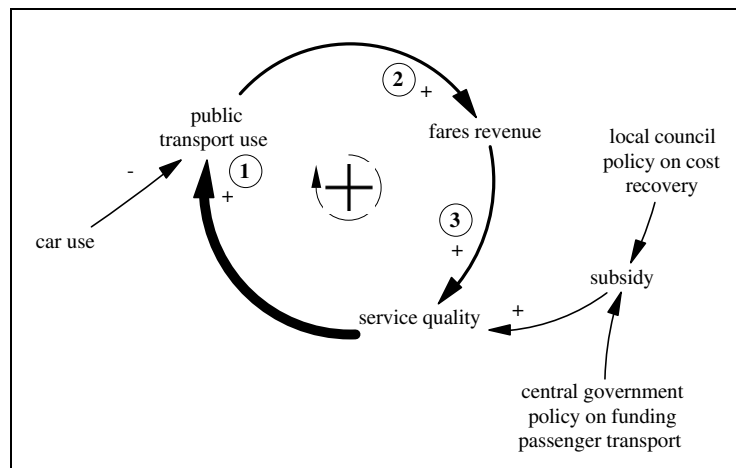 2
+
public
transport use
fares revenue
local council
policy on cost
recovery
-
1
+
+
3
+
car use
subsidy
service quality
+
central government
policy on funding
passenger transport